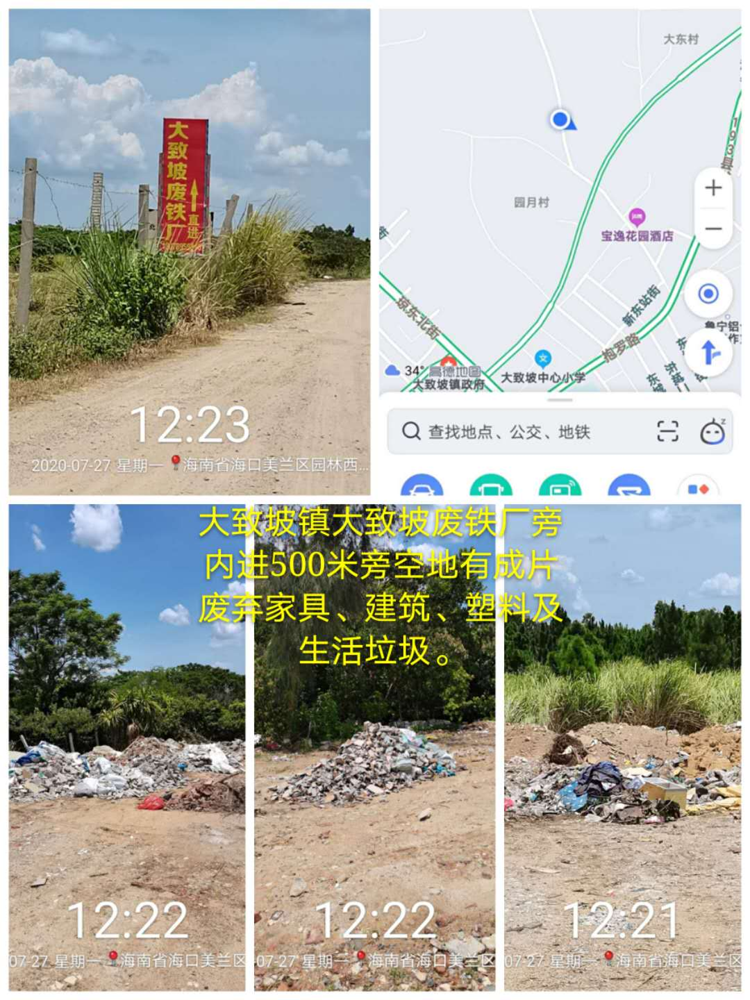 大致坡废铁厂
直进
北
12:23
2020-07-27 星期一 海南省海口美兰区园林西...
大东村
193县
园月村
宝逸花园酒店
琼东北街
新东站街
抱罗路
鲁宁铝
34°
高德地图
大致坡镇政府
大致坡中心小学
查找地点、公交、地铁
大致坡镇大致坡废铁厂旁
内进500米旁空地有成片
废弃家具、建筑、塑料及
生活垃圾。
12:22
07-27 星期一 海南省海口美兰区
12:22
07-27 星期一 海南省海口美兰区
12:21
07-27 星期一 海南省海口美兰区